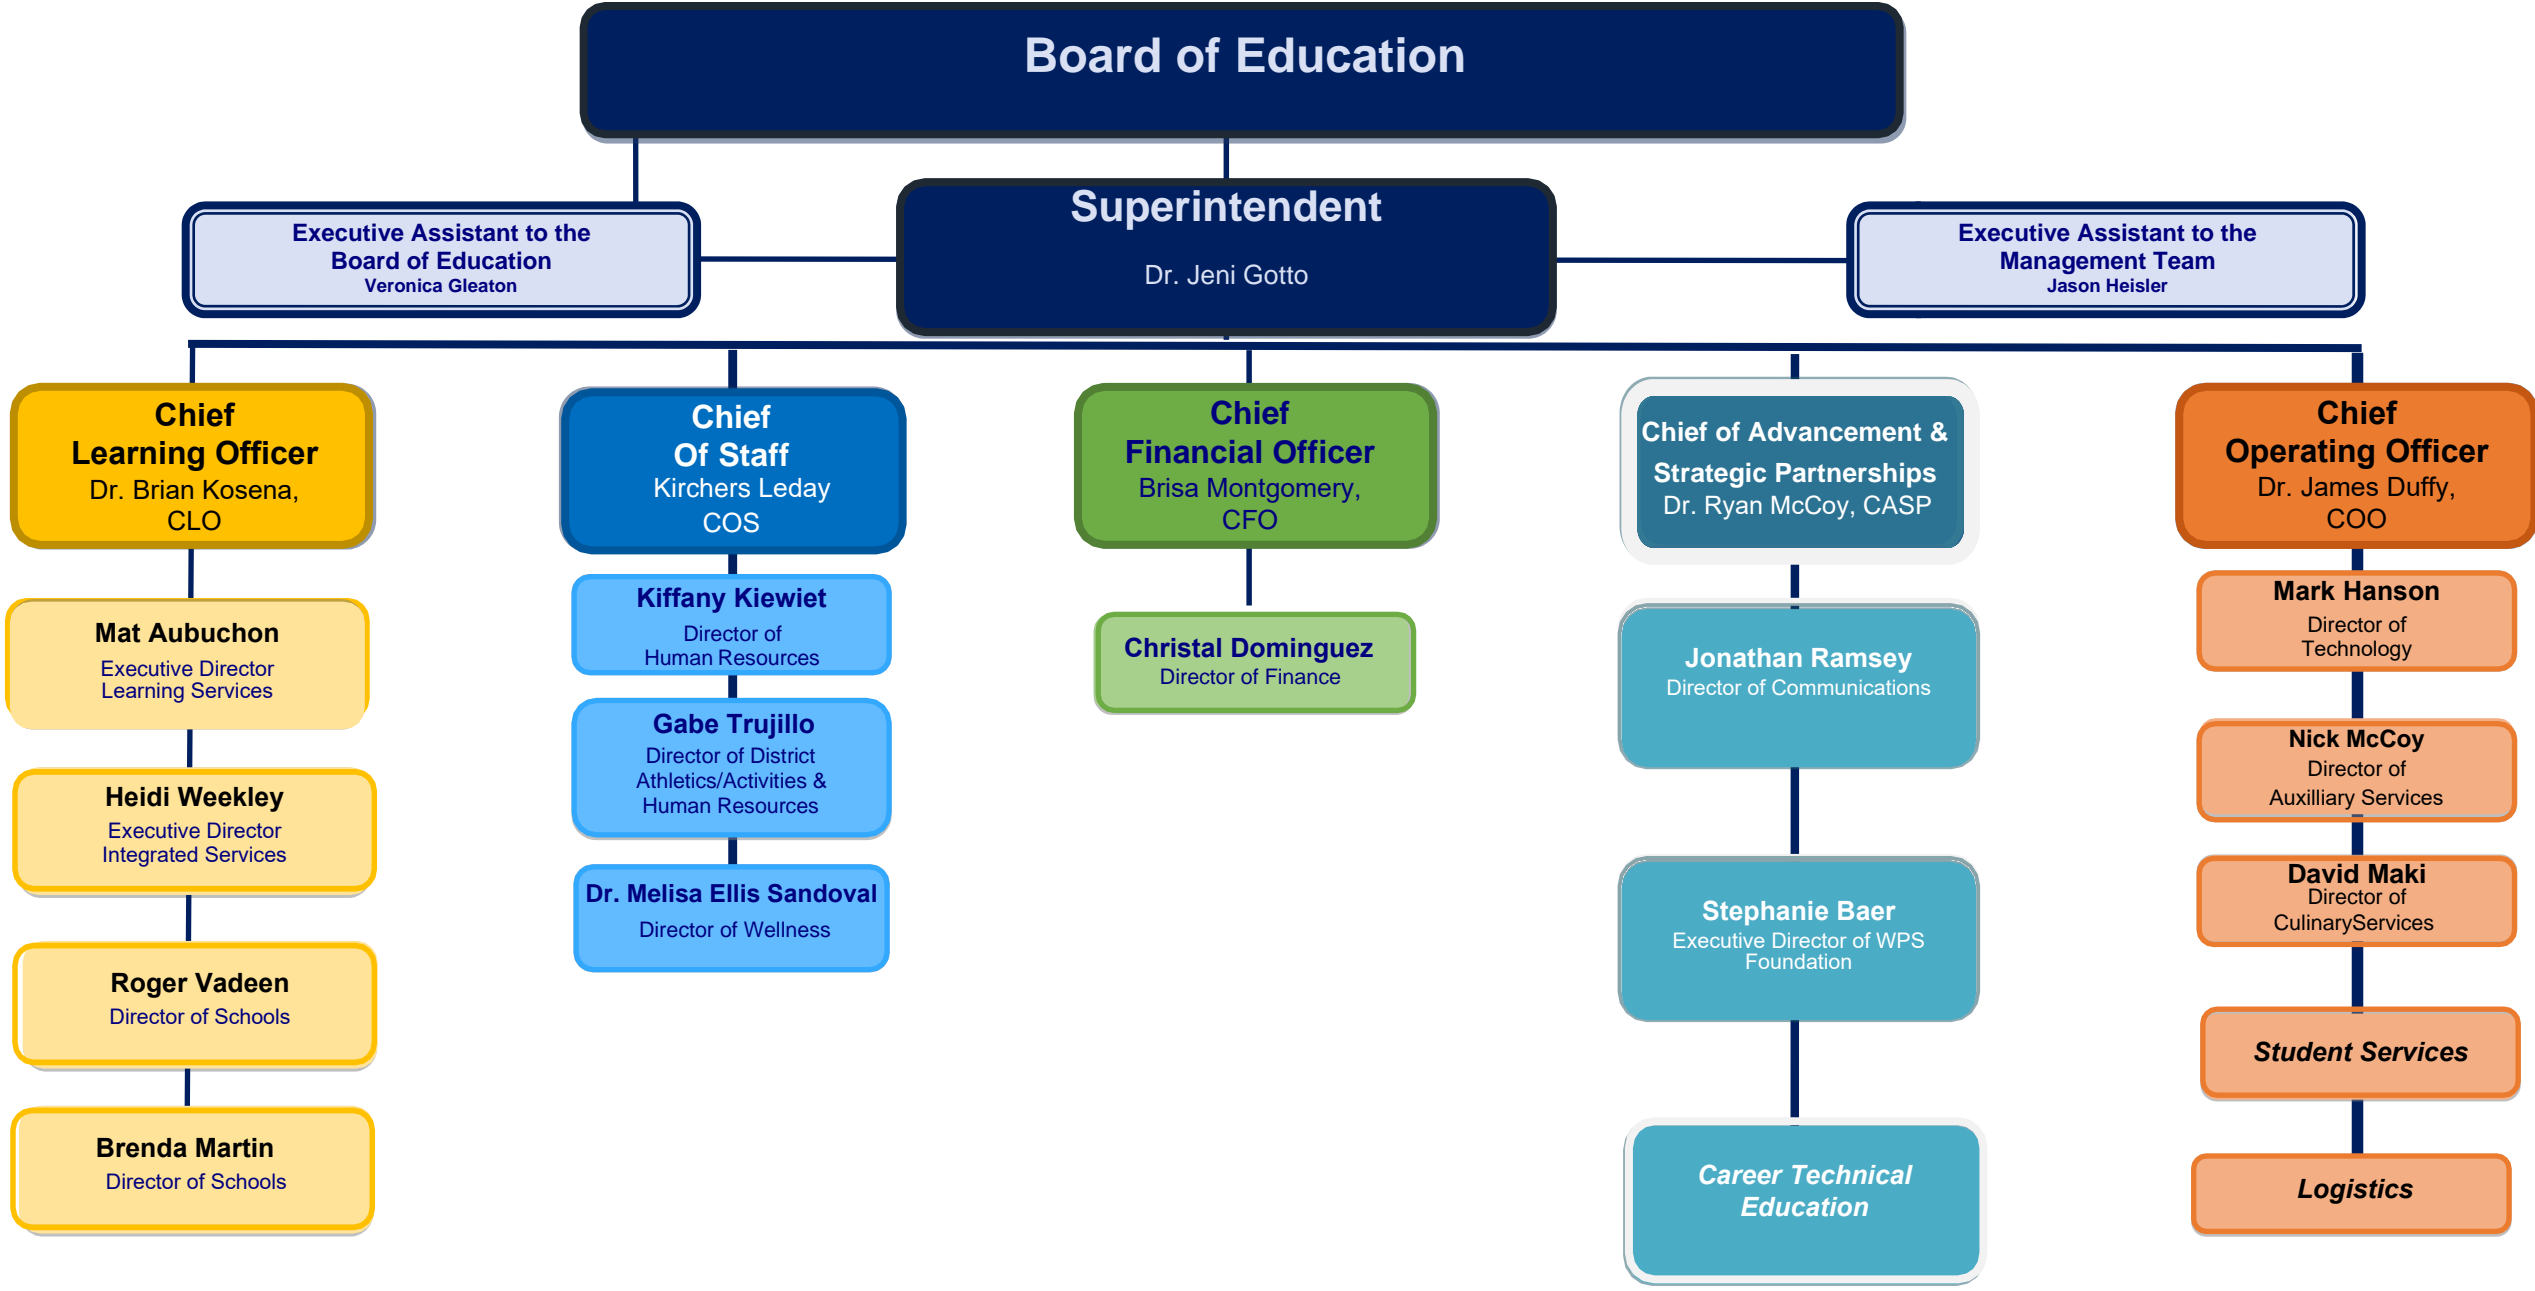 Board of Education
Superintendent
Dr. Jeni Gotto
Executive Assistant to the
Board of Education
Veronica Gleaton
Executive Assistant to the
Management Team
Jason Heisler
Chief
Learning Officer
Dr. Brian Kosena,
CLO
Mat Aubuchon
Executive Director
Learning Services
Heidi Weekley
Executive Director
Integrated Services
Roger Vadeen
Director of Schools
Brenda Martin
Director of Schools
Chief
Of Staff
Kirchers Leday
COS
Kiffany Kiewiet
Director of
Human Resources
Gabe Trujillo
Director of District
Athletics/Activities &
Human Resources
Dr. Melisa Ellis Sandoval
Director of Wellness
Chief
Financial Officer
Brisa Montgomery,
CFO
Christal Dominguez
Director of Finance
Chief of Advancement &
Strategic Partnerships
Dr. Ryan McCoy, CASP
Jonathan Ramsey
Director of Communications
Stephanie Baer
Executive Director of WPS
Foundation
Career Technical
Education
Chief
Operating Officer
Dr. James Duffy,
COO
Mark Hanson
Director of
Technology
Nick McCoy
Director of
Auxilliary Services
David Maki
Director of
CulinaryServices
Student Services
Logistics